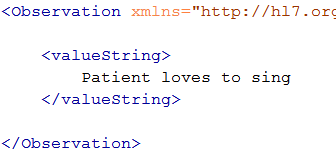 <Observation xmlns="http://hl7.org
<valueString>
Patient loves to sing
</valueString>
</Observation>